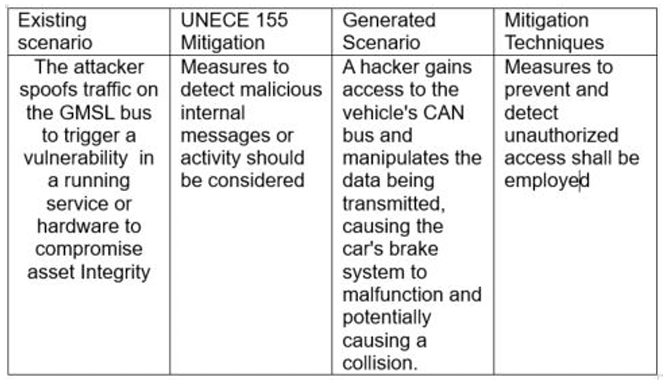 Existing
scenario
UNECE 155
Mitigation
Generated
Scenario
Mitigation
Techniques
The attacker
spoofs traffic on
the GMSL bus
to trigger a
vulnerability in
a running
service or
hardware to
compromise
asset Integrity
Measures to
detect malicious
internal
messages or
activity should
be considered
A hacker gains
access to the
vehicle's CAN
bus and
manipulates the
data being
transmitted,
causing the
car's brake
system to
malfunction and
potentially
causing a
collision.
Measures to
prevent and
detect
unauthorized
access shall be
employed